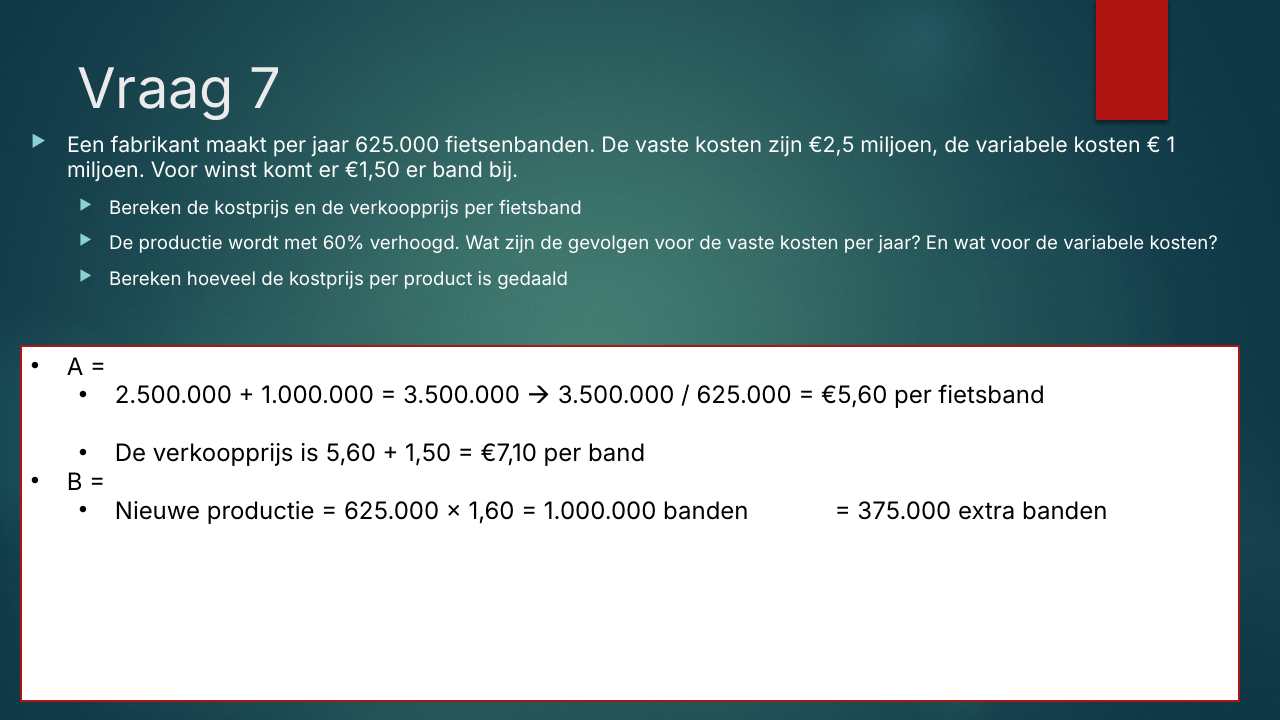 Vraag 7
Een fabrikant maakt per jaar 625.000 fietsenbanden. De vaste kosten zijn €2,5 miljoen, de variabele kosten € 1
miljoen. Voor winst komt er €1,50 er band bij.
Bereken de kostprijs en de verkoopprijs per fietsband
De productie wordt met 60% verhoogd. Wat zijn de gevolgen voor de vaste kosten per jaar? En wat voor de variabele kosten?
Bereken hoeveel de kostprijs per product is gedaald
• A =
• 2.500.000 + 1.000.000 = 3.500.000 → 3.500.000 / 625.000 = €5,60 per fietsband
• De verkoopprijs is 5,60 + 1,50 = €7,10 per band
• B =
• Nieuwe productie = 625.000 × 1,60 = 1.000.000 banden = 375.000 extra banden